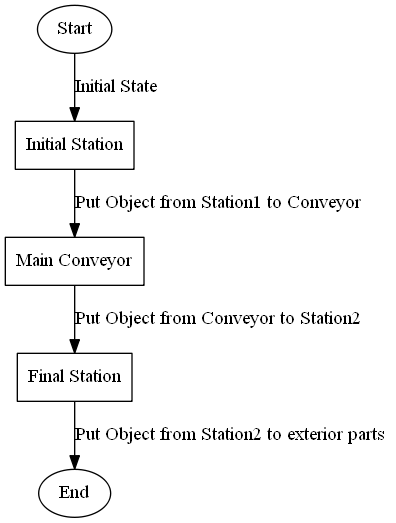 Start
Initial State
Initial Station
Put Object from Station1 to Conveyor
Main Conveyor
Put Object from Conveyor to Station2
Final Station
Put Object from Station2 to exterior parts
End